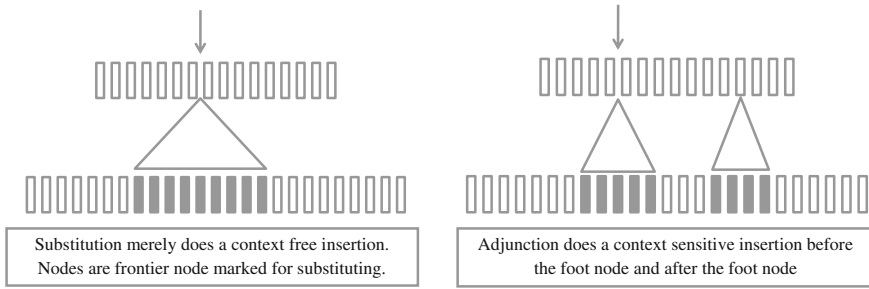 Substitution merely does a context free insertion.
Nodes are frontier node marked for substituting.
Adjunction does a context sensitive insertion before
the foot node and after the foot node